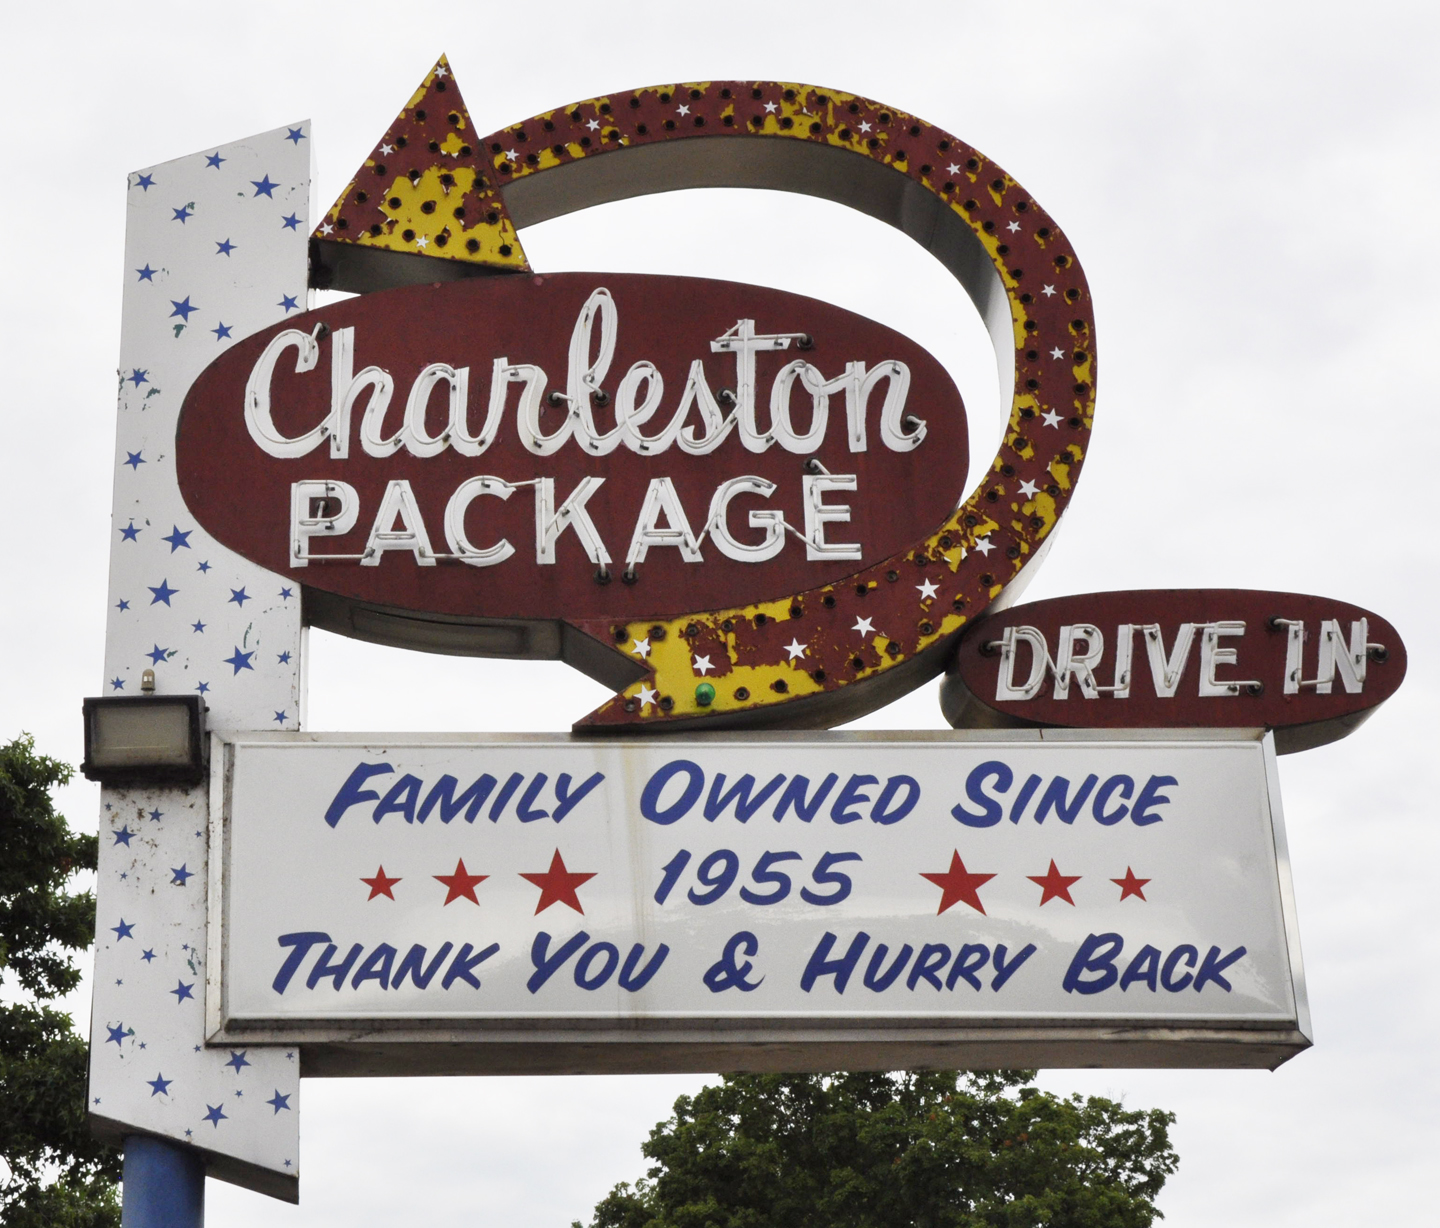 Charleston
PACKAGE
DRIVE IN
FAMILY OWNED SINCE
1955
THANK YOU & HURRY BACK